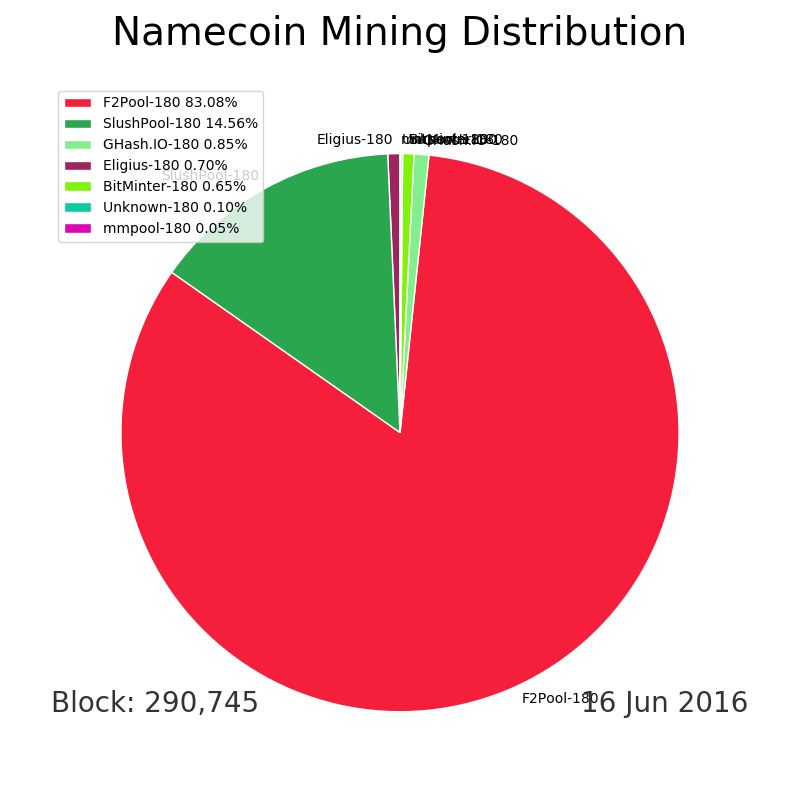 Namecoin Mining Distribution
F2Pool-180 83.08%
SlushPool-180 14.56%
GHash.IO-180 0.85%
Eligius-180 0.70%
BitMinter-180 0.65%
Unknown-180 0.10%
mmpool-180 0.05%
Eligius-180
SlushPool-180
F2Pool-180
Block: 290,745
16 Jun 2016